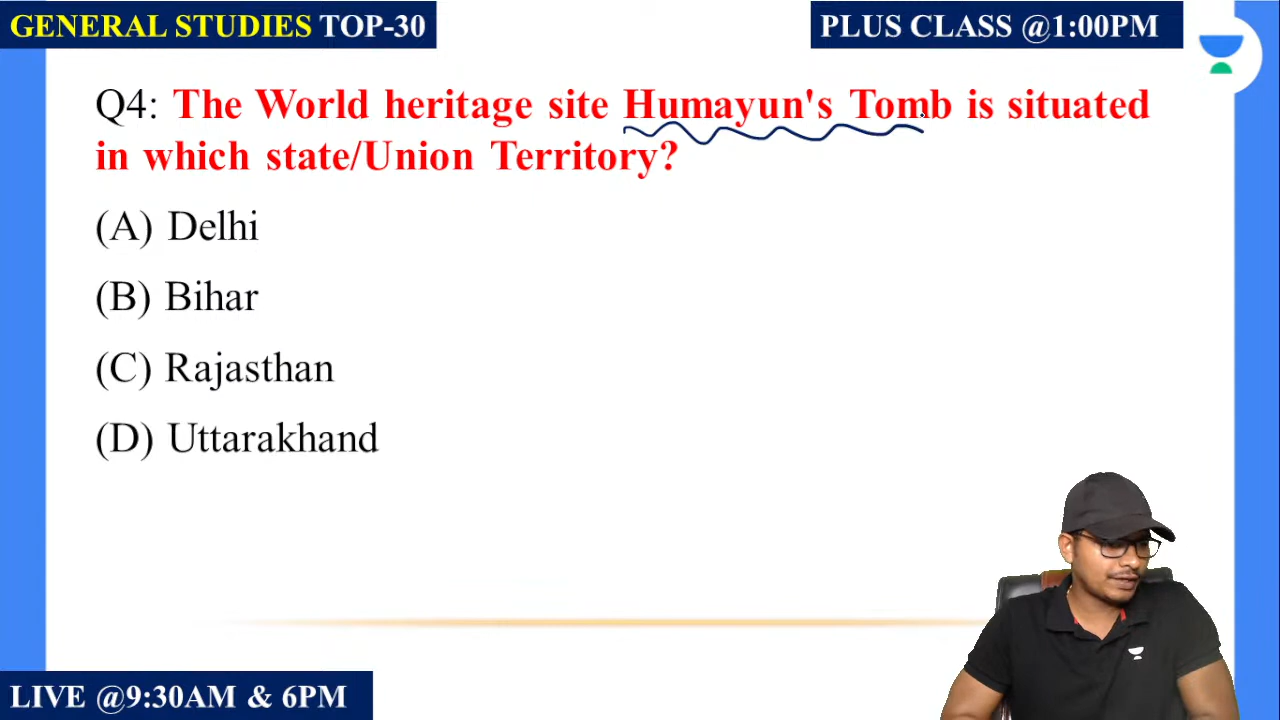 GENERAL STUDIES TOP-30
PLUS CLASS @1:00PM
Q4: The World heritage site Humayun's Tomb is situated
in which state/Union Territory?
(A) Delhi
(B) Bihar
(C) Rajasthan
(D) Uttarakhand
LIVE @9:30AM & 6PM